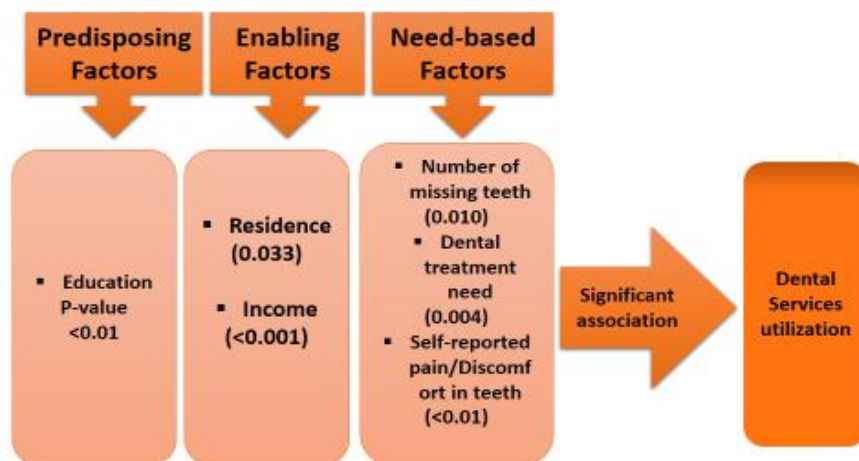 Predisposing
Factors
Enabling
Factors
Need-based
Factors
▪ Education
P-value
<0.01
▪ Residence
(0.033)
▪ Income
(<0.001)
▪ Number of
missing teeth
(0.010)
▪ Dental
treatment
need
(0.004)
▪ Self-reported
pain/Discomf
ort in teeth
(<0.01)
Significant
association
Dental
Services
utilization